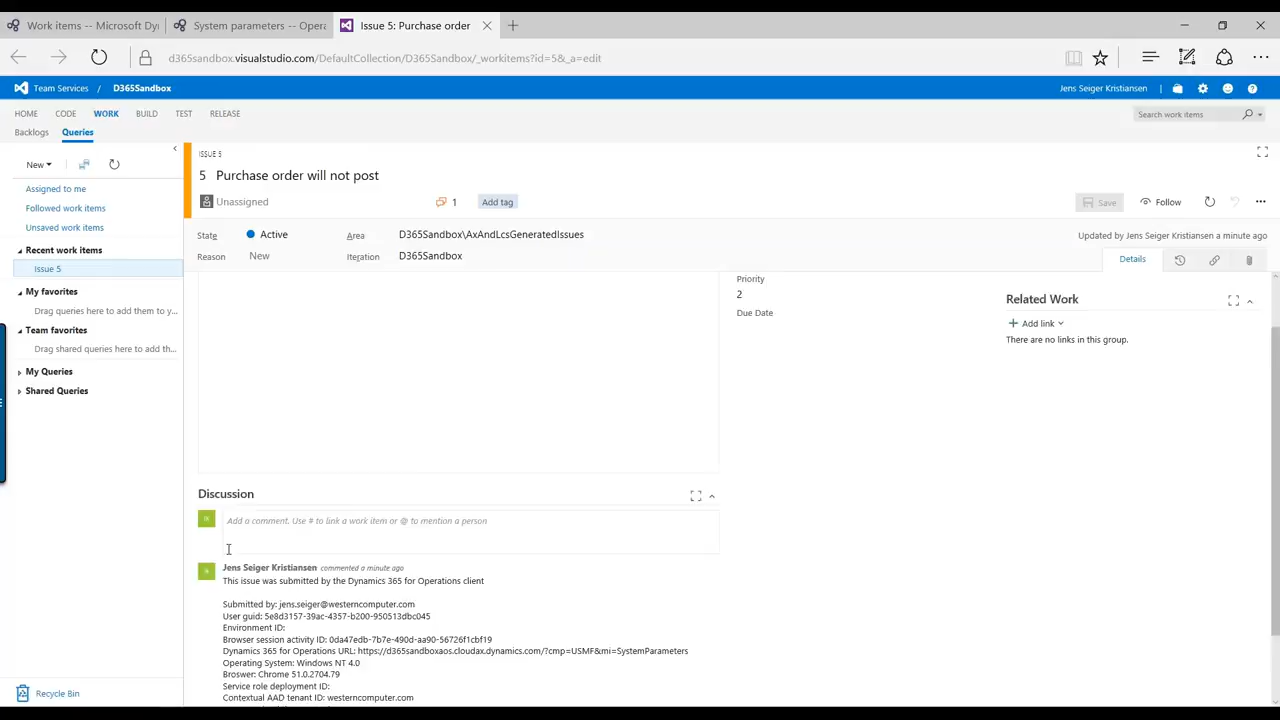 Work items -- Microsoft Dyn
System parameters -- Opera
Issue 5: Purchase order
d365sandbox.visualstudio.com/DefaultCollection/D365Sandbox/_workitems?id=5&_a=edit
Team Services / D365Sandbox
Jens Seiger Kristiansen
HOME CODE WORK BUILD TEST RELEASE
Search work items
Backlogs Queries
New
Assigned to me
Followed work items
Unsaved work items
Recent work items
Issue 5
My favorites
Drag queries here to add them to y...
Team favorites
Drag shared queries here to add th...
My Queries
Shared Queries
Recycle Bin
ISSUE 5
5 Purchase order will not post
Unassigned
1
Add tag
Save
Follow
State Active
Area D365Sandbox\AxAndLcsGeneratedIssues
Updated by Jens Seiger Kristiansen a minute ago
Reason New
Iteration D365Sandbox
Details
Priority
2
Due Date
Related Work
Add link
There are no links in this group.
Discussion
Add a comment. Use # to link a work item or @ to mention a person
Jens Seiger Kristiansen commented a minute ago
This issue was submitted by the Dynamics 365 for Operations client
Submitted by: jens.seiger@westerncomputer.com
User guid: 5e8d3157-39ac-4357-b200-950513dbc045
Environment ID:
Browser session activity ID: 0da47edb-7b7e-490d-aa90-56726f1cbf19
Dynamics 365 for Operations URL: https://d365sandboxaos.cloudax.dynamics.com/?cmp=USMF&mi=SystemParameters
Operating System: Windows NT 4.0
Broswer: Chrome 51.0.2704.79
Service role deployment ID:
Contextual AAD tenant ID: westerncomputer.com